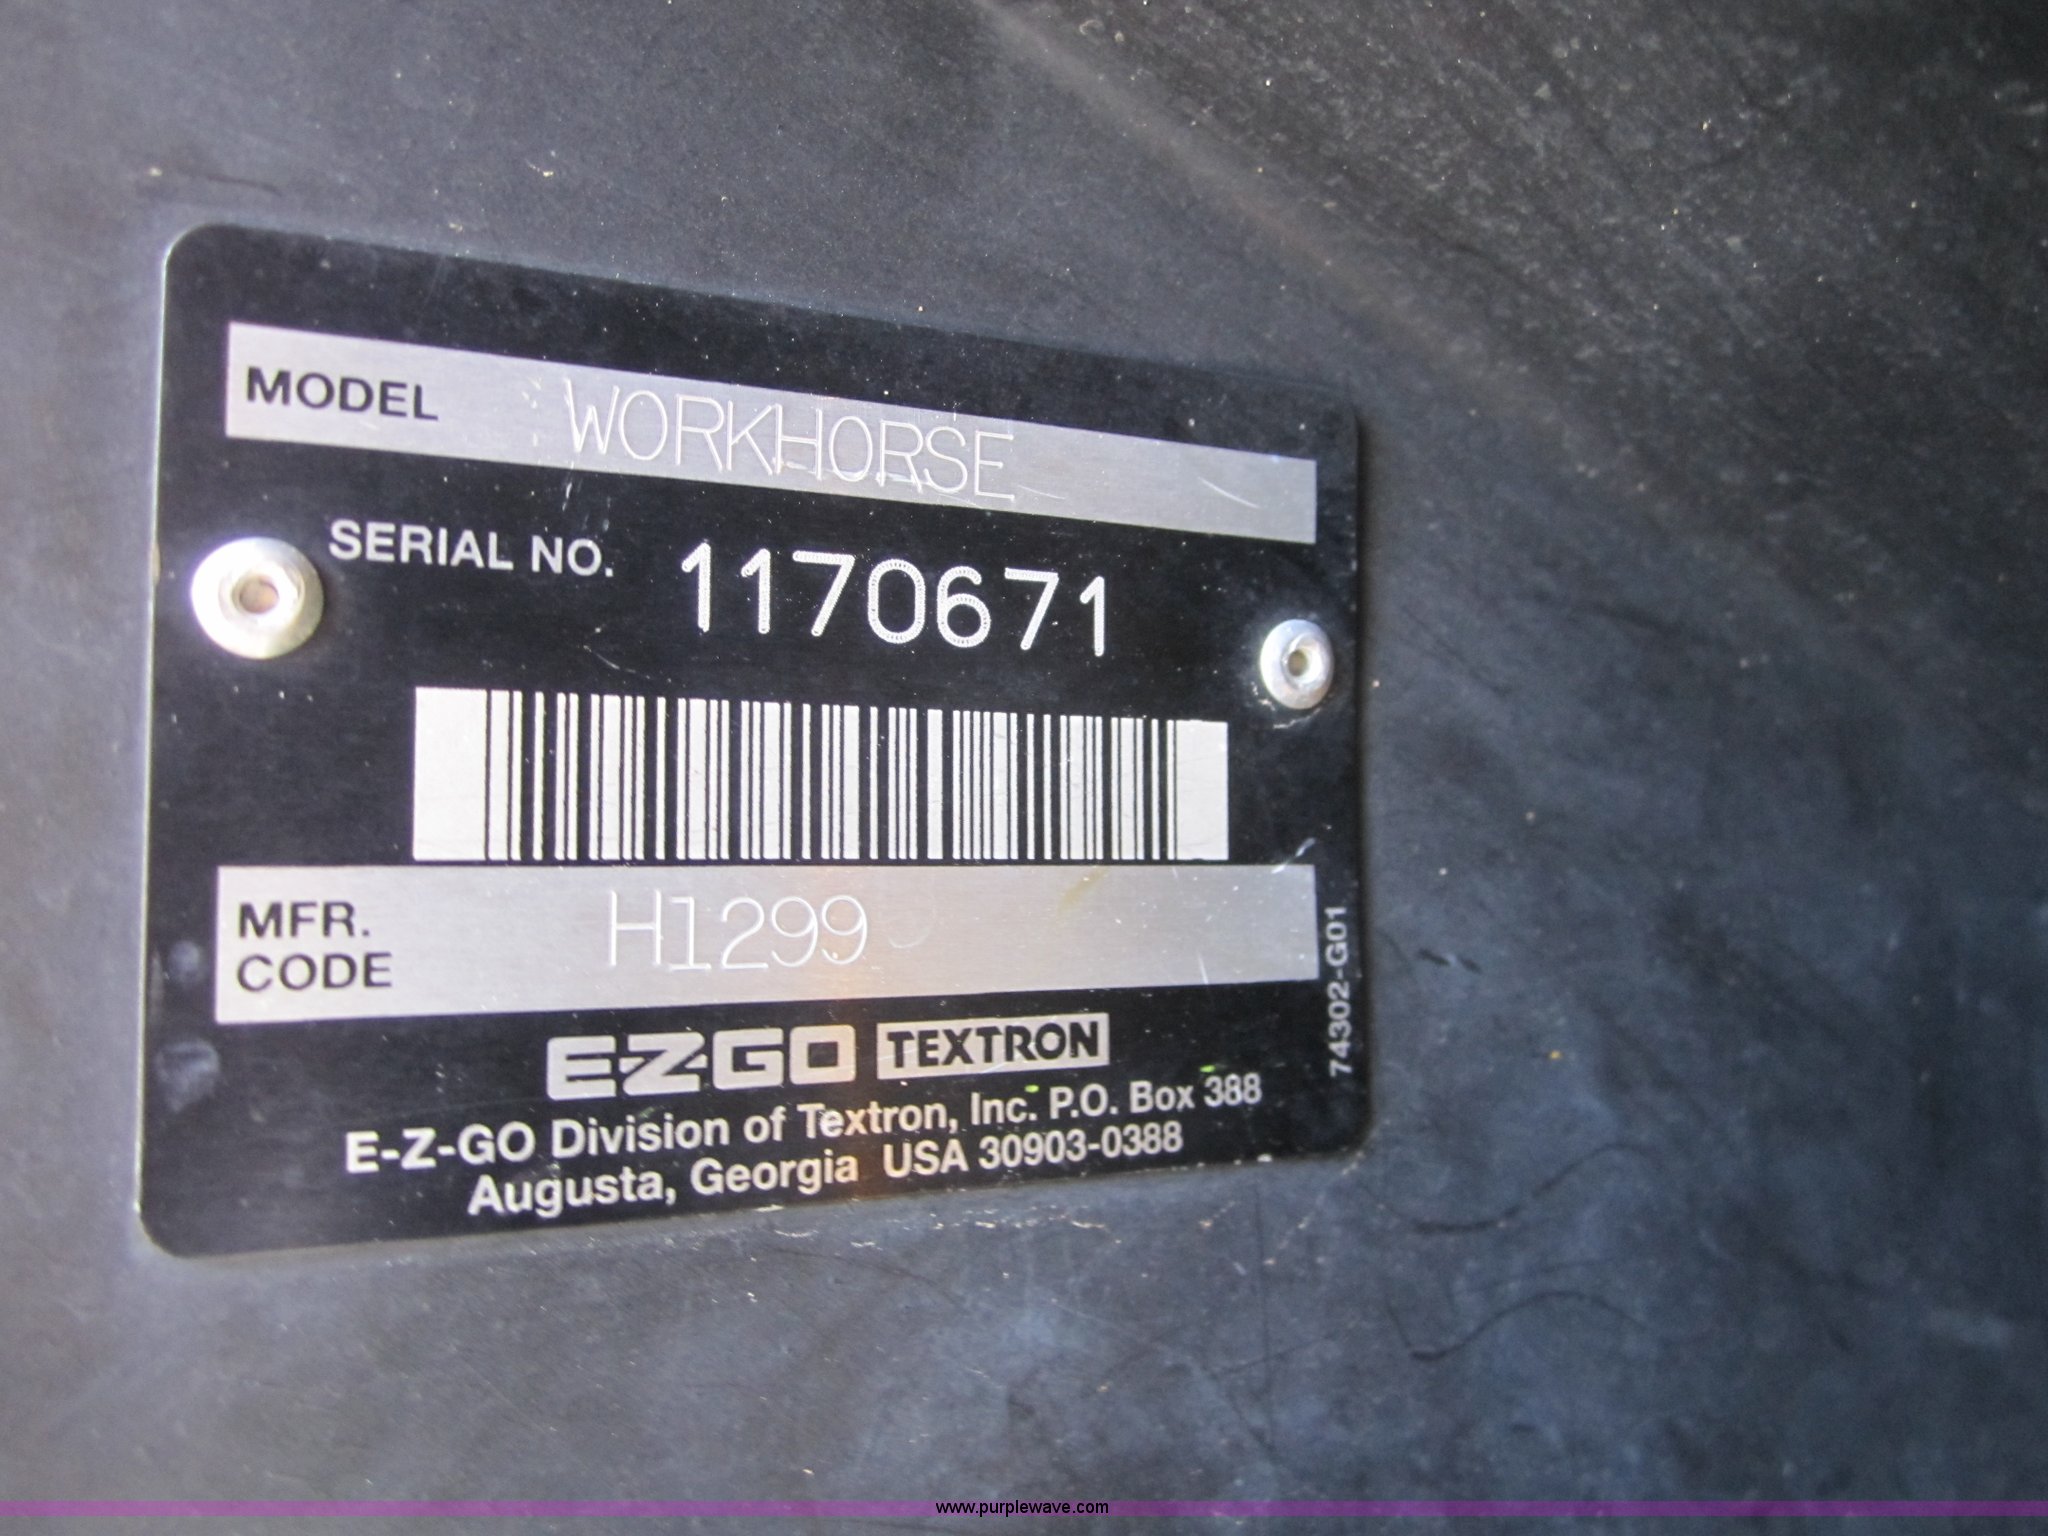 MODEL WORKHORSE
SERIAL NO. 1170671
MFR. CODE H1299
E-Z-GO TEXTRON
E-Z-GO Division of Textron, Inc. P.O. Box 388
Augusta, Georgia USA 30903-0388
74302-G01
www.purplewave.com